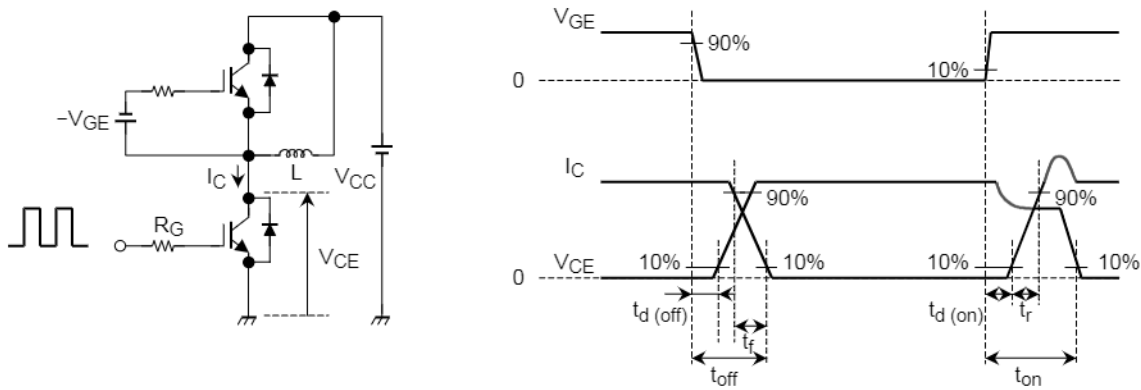 −VGE
IC
L
VCC
RG
VCE
VGE
90%
10%
0
IC
90%
90%
VCE
10%
10%
10%
10%
0
td (off)
td (on)
tr
tf
toff
ton